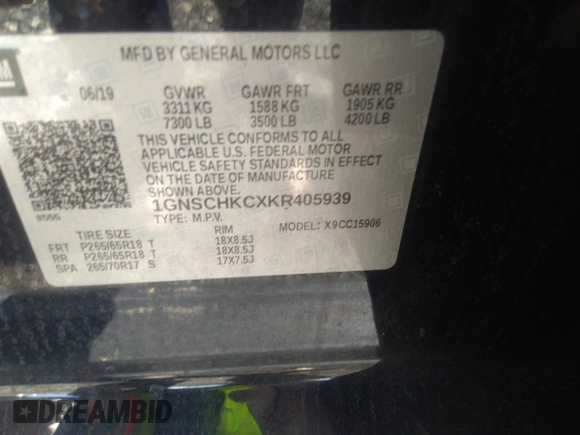 GM
MFD BY GENERAL MOTORS LLC
06/19 GVWR GAWR FRT GAWR RR
3311 KG 1588 KG 1905 KG
7300 LB 3500 LB 4200 LB
THIS VEHICLE CONFORMS TO ALL
APPLICABLE U.S. FEDERAL MOTOR
VEHICLE SAFETY STANDARDS IN EFFECT
ON THE DATE OF MANUFACTURE
SHOWN ABOVE.
1GNSCHKCXKR405939
TYPE: M.P.V. MODEL: X9CC15906
TIRE SIZE RIM
FRT P265/65R18 T 18X8.5J
RR P265/65R18 T 18X8.5J
SPA 265/70R17 S 17X7.5J
DREAMBID